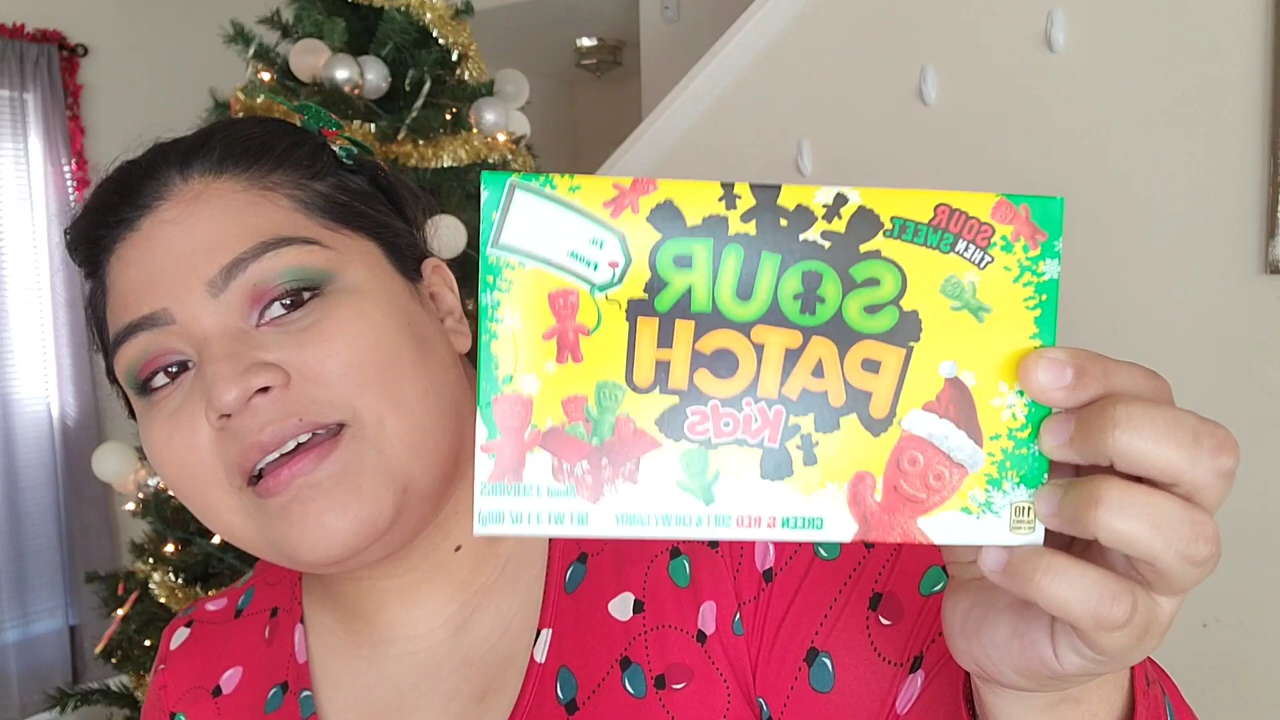 TO:
FROM:
SOUR
THEN SWEET.
SOUR
PATCH
Kids
110
About 3 SERVINGS
GREEN & RED SOFT & CHEWY CANDY
NET WT 3.1 OZ (88g)